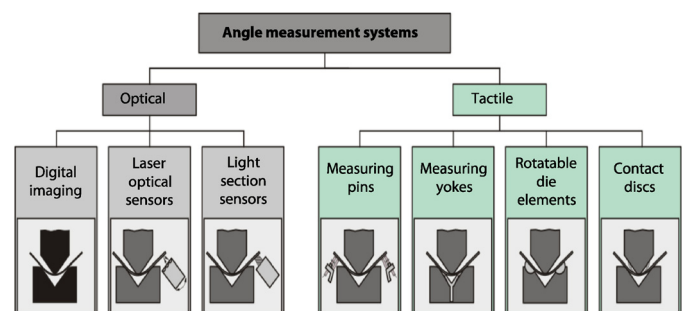 Angle measurement systems
Optical
Tactile
Digital
imaging
Laser
optical
sensors
Light
section
sensors
Measuring
pins
Measuring
yokes
Rotatable
die
elements
Contact
discs